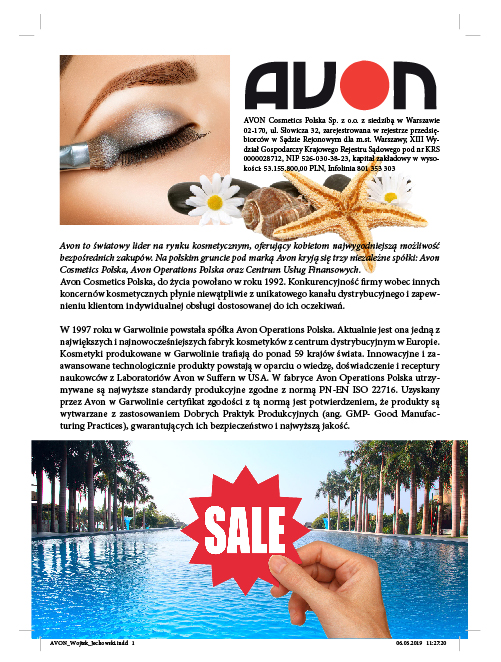 AVON
AVON Cosmetics Polska Sp. z o.o. z siedzibą w Warszawie
02-170, ul. Słowicza 32, zarejestrowana w rejestrze przedsię-
biorców w Sądzie Rejonowym dla m.st. Warszawy, XIII Wy-
dział Gospodarczy Krajowego Rejestru Sądowego pod nr KRS
0000028712, NIP 526-030-38-23, kapitał zakładowy w wyso-
kości: 53.155.800,00 PLN, Infolinia 801 353 303
Avon to światowy lider na rynku kosmetycznym, oferujący kobietom najwygodniejszą możliwość
bezpośrednich zakupów. Na polskim gruncie pod marką Avon kryją się trzy niezależne spółki: Avon
Cosmetics Polska, Avon Operations Polska oraz Centrum Usług Finansowych.
Avon Cosmetics Polska, do życia powołano w roku 1992. Konkurencyjność firmy wobec innych
koncernów kosmetycznych płynie niewątpliwie z unikatowego kanału dystrybucyjnego i zapew-
nieniu klientom indywidualnej obsługi dostosowanej do ich oczekiwań.
W 1997 roku w Garwolinie powstała spółka Avon Operations Polska. Aktualnie jest ona jedną z
największych i najnowocześniejszych fabryk kosmetyków z centrum dystrybucyjnym w Europie.
Kosmetyki produkowane w Garwolinie trafiają do ponad 59 krajów świata. Innowacyjne i za-
awansowane technologicznie produkty powstają w oparciu o wiedzę, doświadczenie i receptury
naukowców z Laboratoriów Avon w Suffern w USA. W fabryce Avon Operations Polska utrzy-
mywane są najwyższe standardy produkcyjne zgodne z normą PN-EN ISO 22716. Uzyskany
przez Avon w Garwolinie certyfikat zgodości z tą normą jest potwierdzeniem, że produkty są
wytwarzane z zastosowaniem Dobrych Praktyk Produkcyjnych (ang. GMP- Good Manufac-
turing Practices), gwarantujących ich bezpieczeństwo i najwyższą jakość.
SALE
AVON_Wojtek_Jechowski.indd 1
06.05.2019 11:27:20